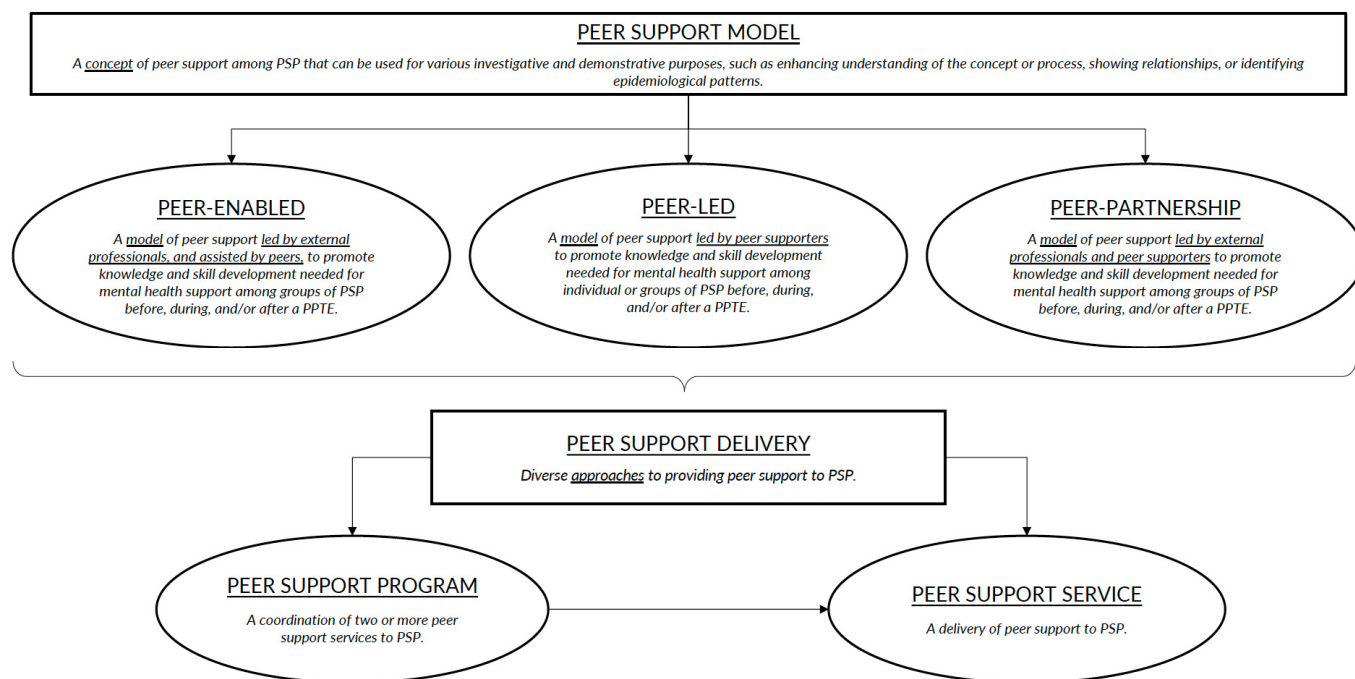 PEER SUPPORT MODEL
A concept of peer support among PSP that can be used for various investigative and demonstrative purposes, such as enhancing understanding of the concept or process, showing relationships, or identifying
epidemiological patterns.
PEER-ENABLED
A model of peer support led by external
professionals, and assisted by peers, to promote
knowledge and skill development needed for
mental health support among groups of PSP
before, during, and/or after a PPTE.
PEER-LED
A model of peer support led by peer supporters
to promote knowledge and skill development
needed for mental health support among
individual or groups of PSP before, during,
and/or after a PPTE.
PEER-PARTNERSHIP
A model of peer support led by external
professionals and peer supporters to promote
knowledge and skill development needed for
mental health support among groups of PSP
before, during, and/or after a PPTE.
PEER SUPPORT DELIVERY
Diverse approaches to providing peer support to PSP.
PEER SUPPORT PROGRAM
A coordination of two or more peer
support services to PSP.
PEER SUPPORT SERVICE
A delivery of peer support to PSP.